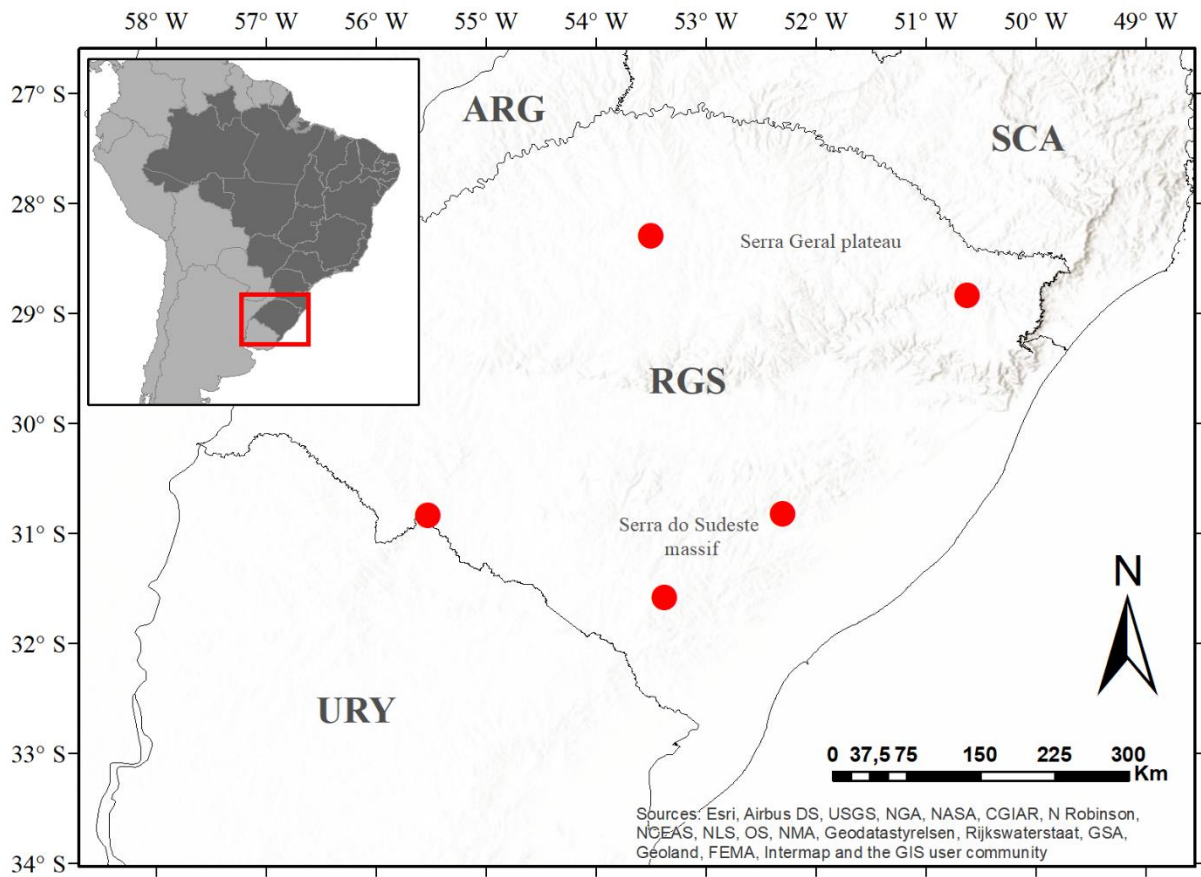 58° W 57° W 56° W 55° W 54° W 53° W 52° W 51° W 50° W 49° W
27° S
28° S
29° S
30° S
31° S
32° S
33° S
34° S
ARG
SCA
Serra Geral plateau
RGS
Serra do Sudeste
massif
URY
N
0 37,5 75 150 225 300
Km
Sources: Esri, Airbus DS, USGS, NGA, NASA, CGIAR, N Robinson,
NCEAS, NLS, OS, NMA, Geodatastyrelsen, Rijkswaterstaat, GSA,
Geoland, FEMA, Intermap and the GIS user community